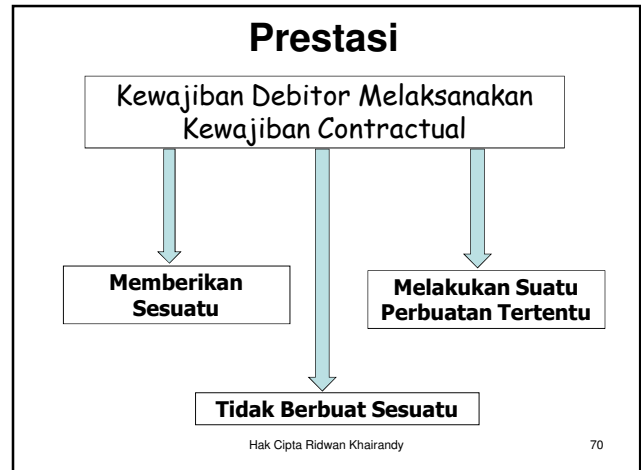 Prestasi
Kewajiban Debitor Melaksanakan
Kewajiban Contractual
Memberikan
Sesuatu
Melakukan Suatu
Perbuatan Tertentu
Tidak Berbuat Sesuatu
Hak Cipta Ridwan Khairandy
70